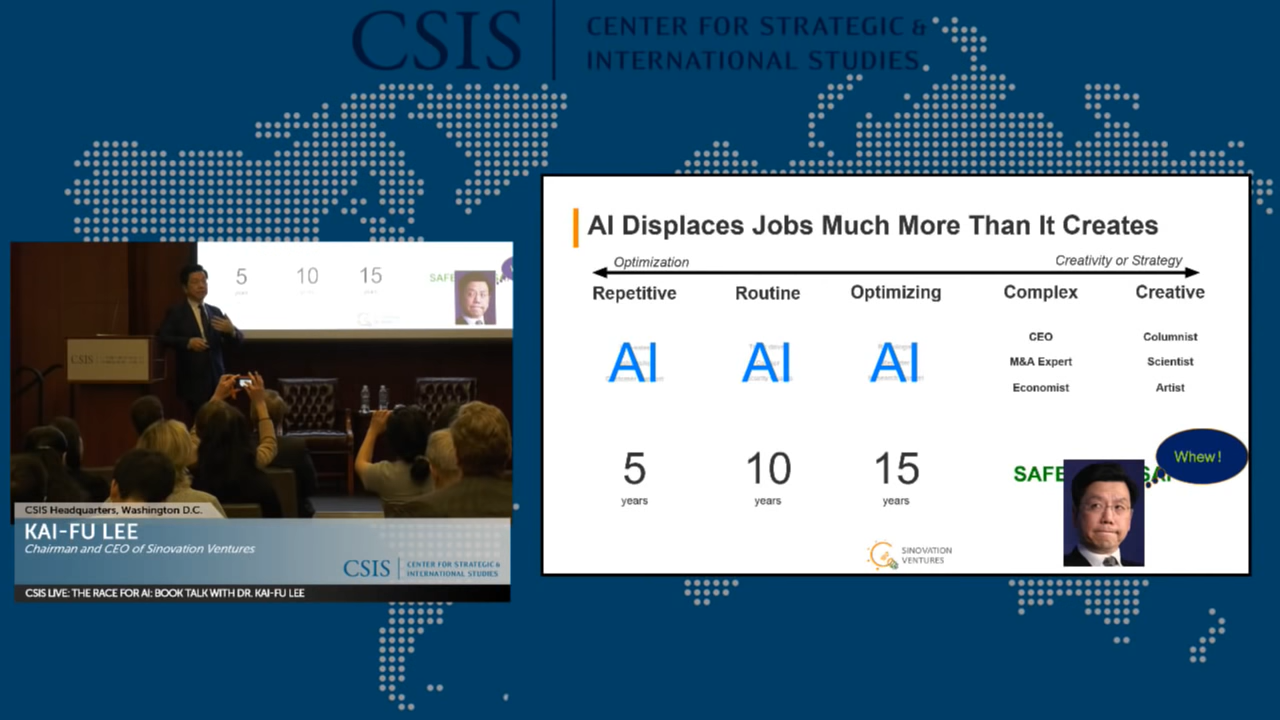 CSIS
CENTER FOR STRATEGIC &
INTERNATIONAL STUDIES
AI Displaces Jobs Much More Than It Creates
Optimization
Creativity or Strategy
Repetitive
Routine
Optimizing
Complex
Creative
AI
AI
AI
CEO
M&A Expert
Economist
Columnist
Scientist
Artist
5
years
10
years
15
years
SAFE
Whew!
SINOVATION
VENTURES
5
10
15
CSIS
CSIS Headquarters, Washington D.C.
KAI-FU LEE
Chairman and CEO of Sinovation Ventures
CSIS
CENTER FOR STRATEGIC &
INTERNATIONAL STUDIES
CSIS LIVE: THE RACE FOR AI: BOOK TALK WITH DR. KAI-FU LEE